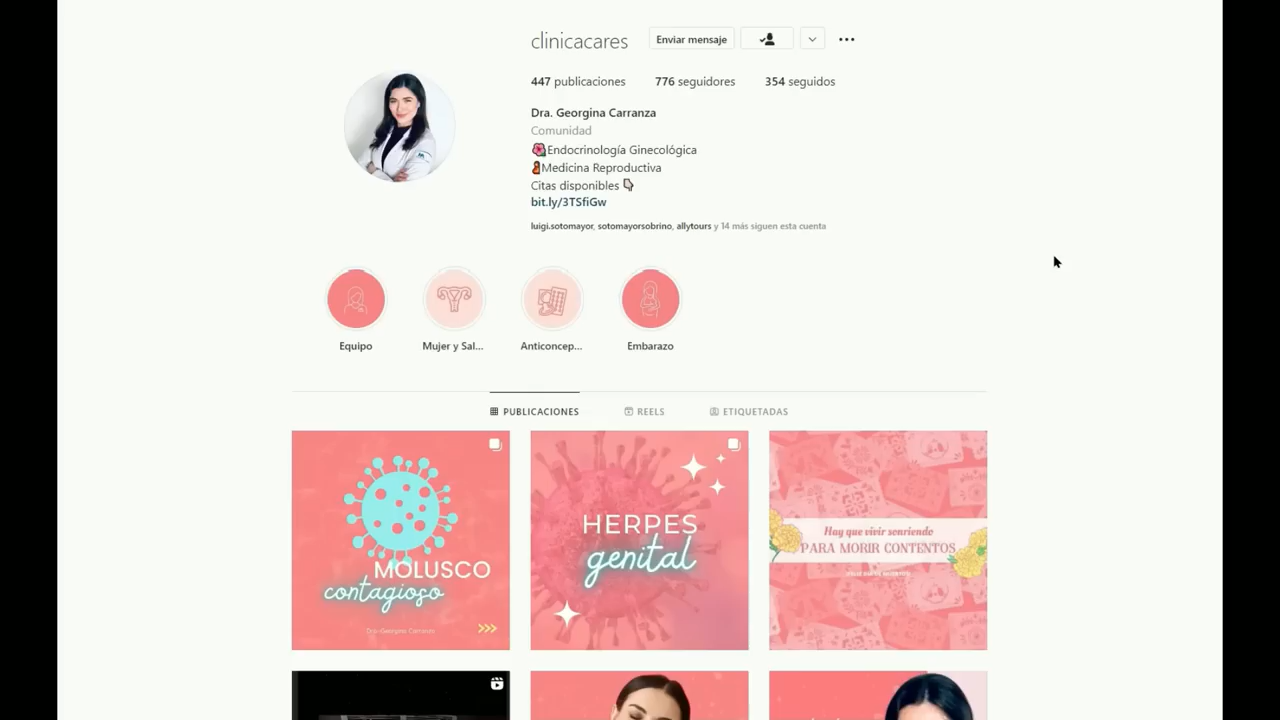 clinicacares Enviar mensaje
447 publicaciones 776 seguidores 354 seguidos
Dra. Georgina Carranza
Comunidad
Endocrinología Ginecológica
Medicina Reproductiva
Citas disponibles
bit.ly/3TSfiGw
luigi.sotomayor, sotomayorsobrino, allytours y 14 más siguen esta cuenta
Equipo Mujer y Sal... Anticoncep... Embarazo
PUBLICACIONES REELS ETIQUETADAS
MOLUSCO
contagioso
Dra. Georgina Carranza
>>>
HERPES
genital
Hay que vivir sonriendo
PARA MORIR CONTENTOS